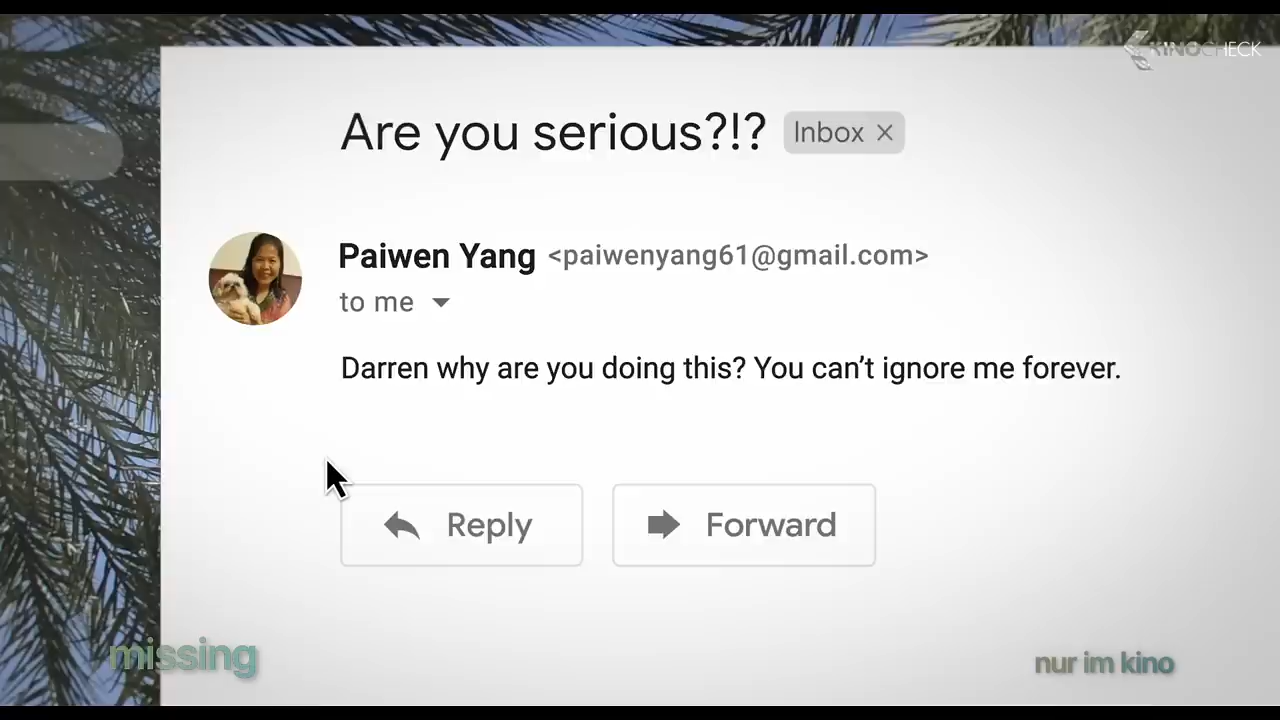 KINOCHECK
Are you serious?!? Inbox ×
Paiwen Yang <paiwenyang61@gmail.com>
to me
Darren why are you doing this? You can’t ignore me forever.
Reply Forward
missing nur im kino